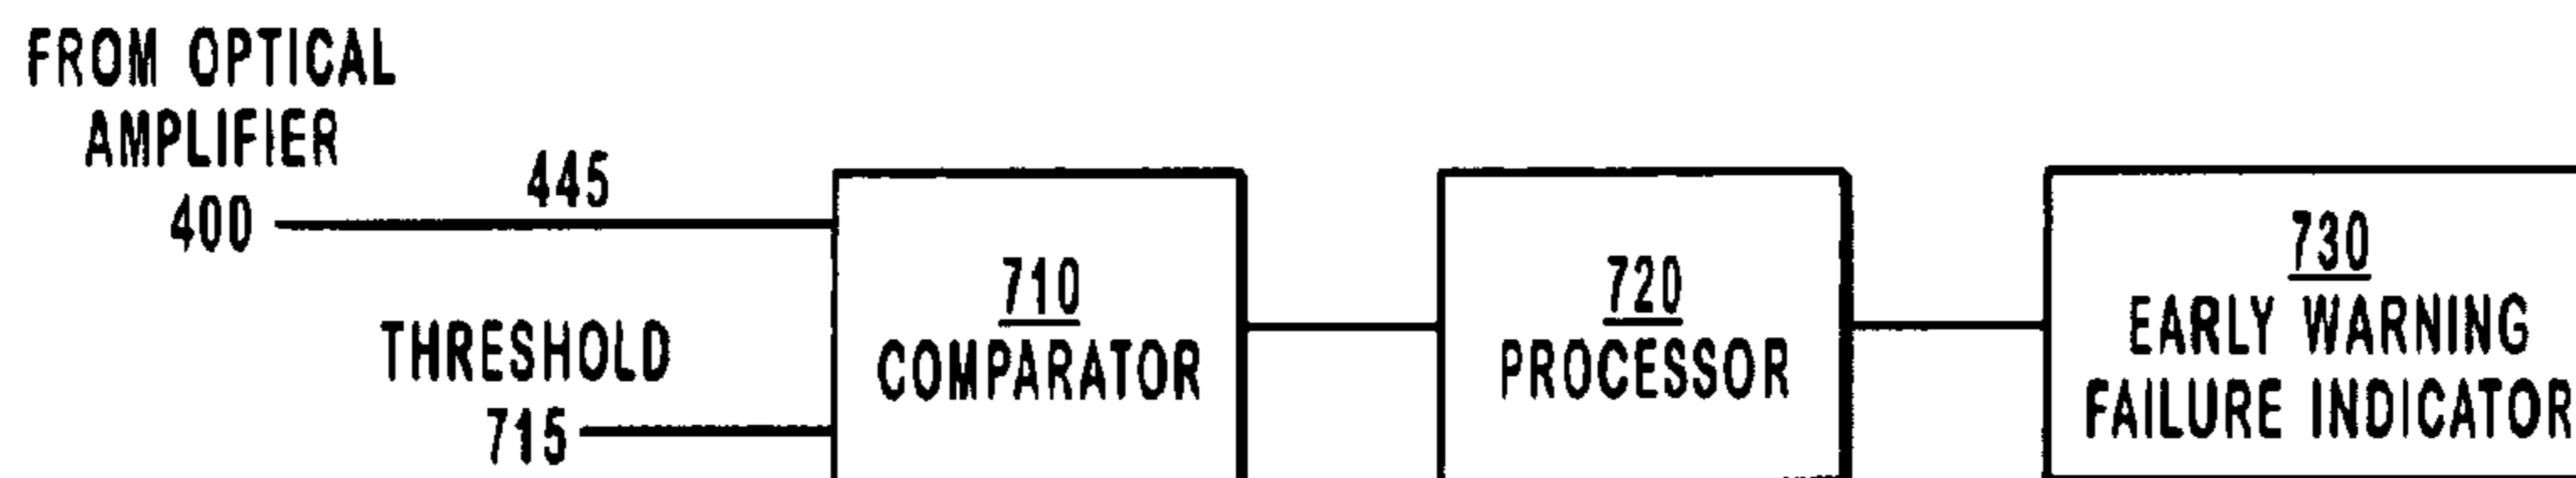 FROM OPTICAL
AMPLIFIER
400
445
THRESHOLD
715
710
COMPARATOR
720
PROCESSOR
730
EARLY WARNING
FAILURE INDICATOR